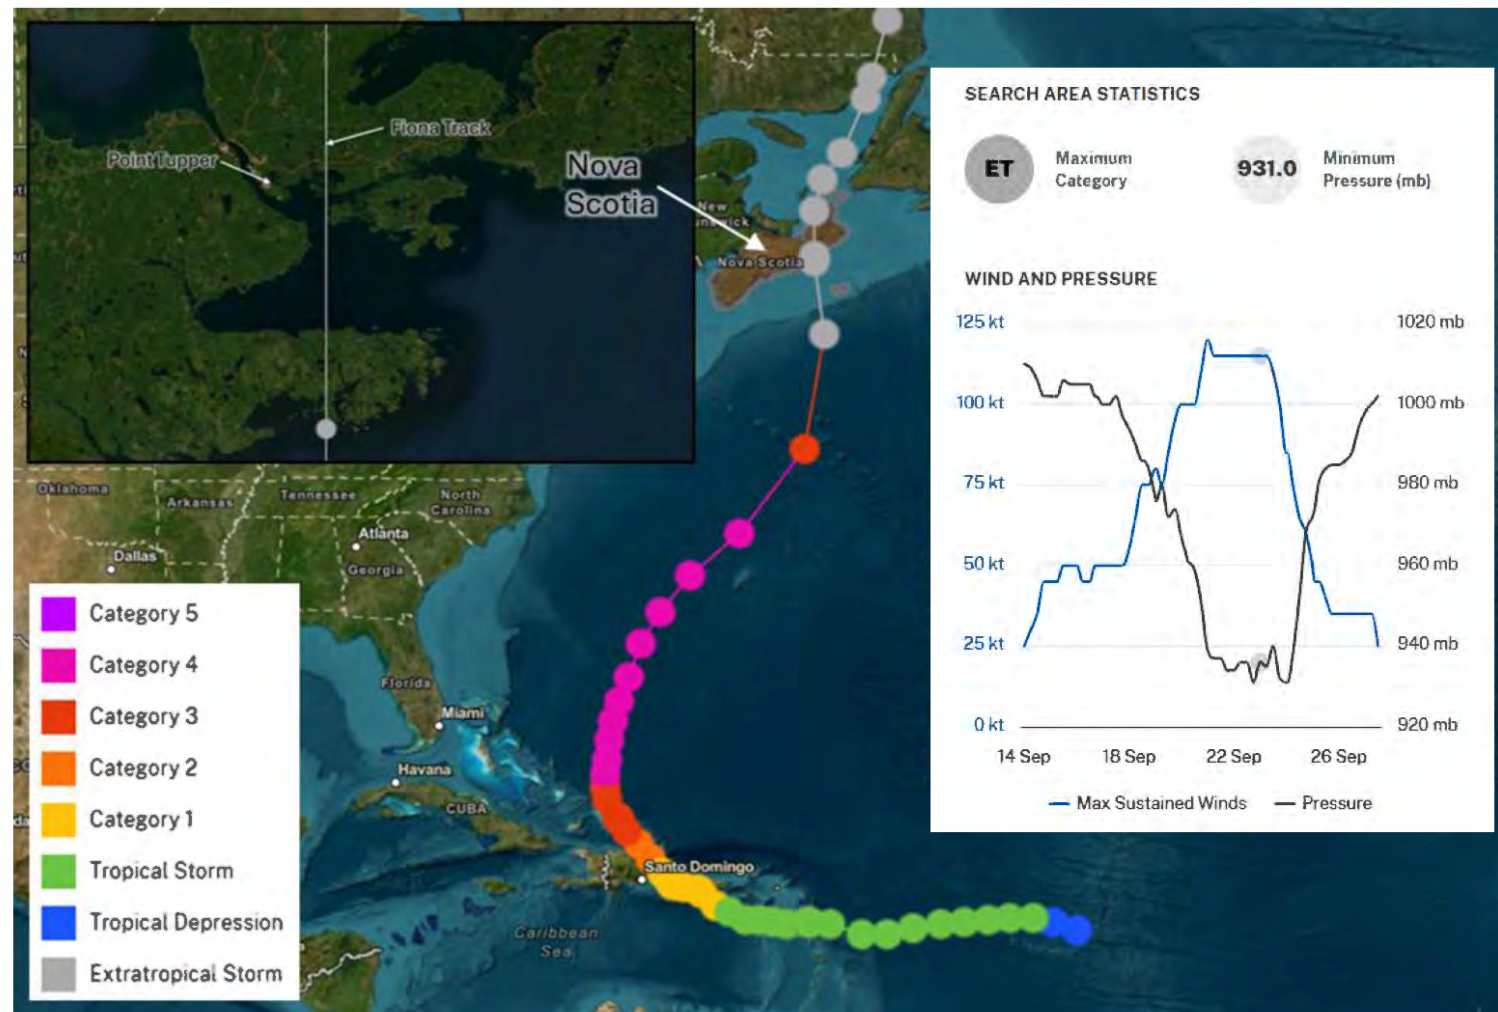 Fiona Track
Point Tupper
Nova
Scotia
New
Nova Scotia
SEARCH AREA STATISTICS
ET
Maximum
Category
931.0
Minimum
Pressure (mb)
WIND AND PRESSURE
125 kt
1020 mb
100 kt
1000 mb
75 kt
980 mb
50 kt
960 mb
25 kt
940 mb
0 kt
920 mb
14 Sep
18 Sep
22 Sep
26 Sep
Max Sustained Winds
Pressure
Oklahoma
Arkansas
Tennessee
North
Carolina
Atlanta
Dallas
Georgia
Florida
Miami
Havana
CUBA
Santo Domingo
Caribbean
Sea
Category 5
Category 4
Category 3
Category 2
Category 1
Tropical Storm
Tropical Depression
Extratropical Storm